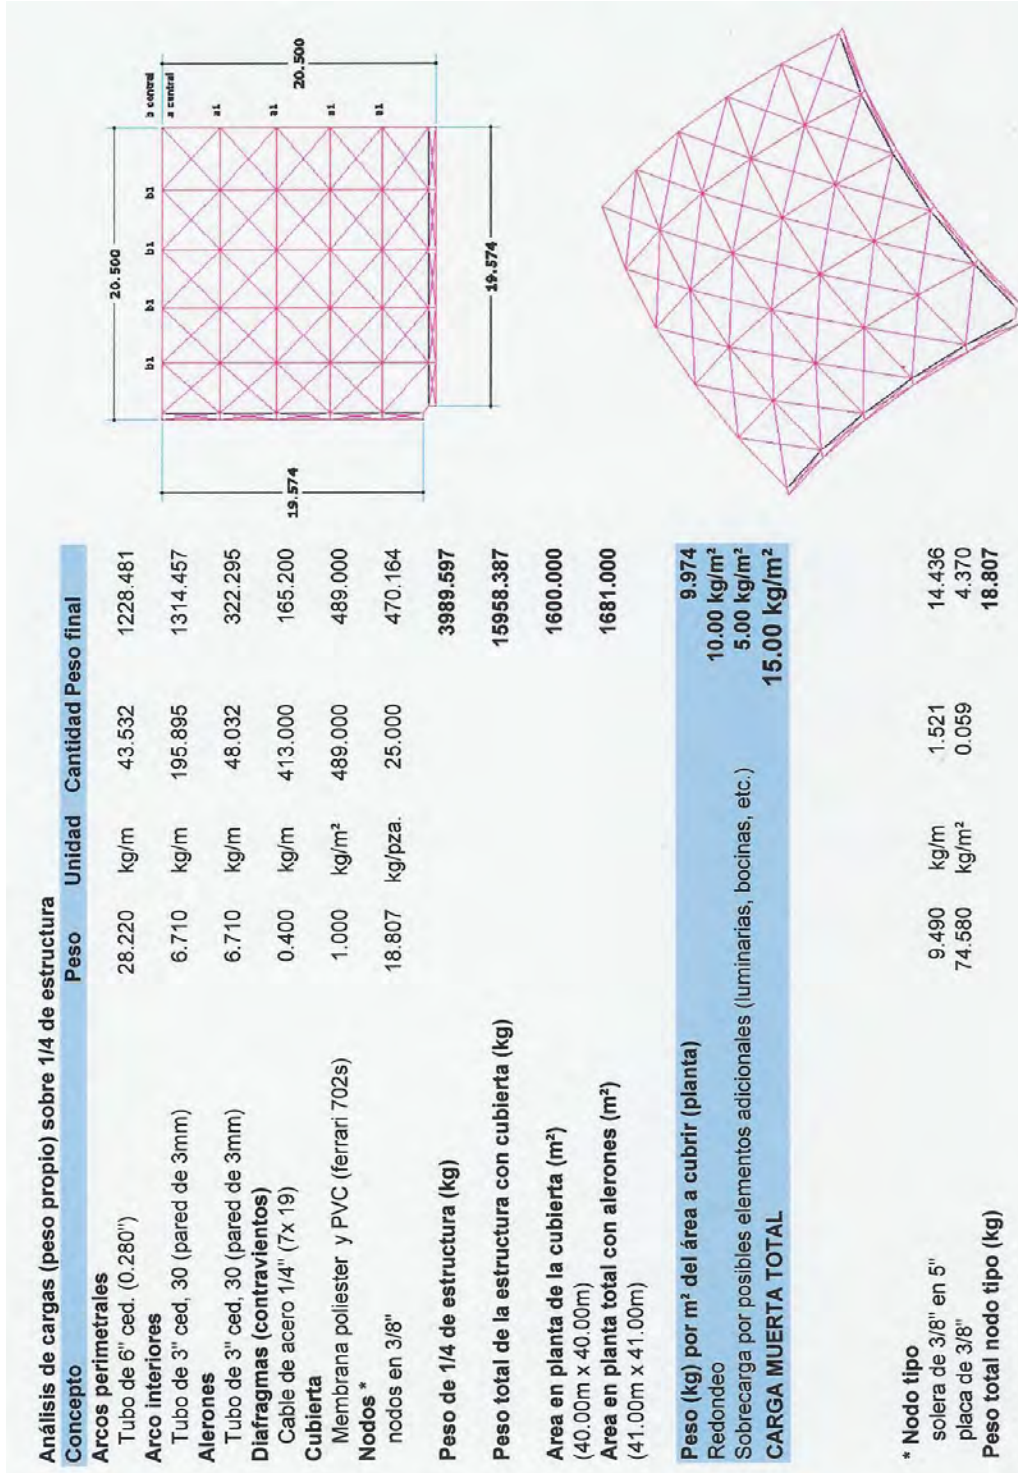 Análisis de cargas (peso propio) sobre 1/4 de estructura
Concepto Peso Unidad Cantidad Peso final
Arcos perimetrales
Tubo de 6" ced. (0.280") 28.220 kg/m 43.532 1228.481
Arco interiores
Tubo de 3" ced, 30 (pared de 3mm) 6.710 kg/m 195.895 1314.457
Alerones
Tubo de 3" ced, 30 (pared de 3mm) 6.710 kg/m 48.032 322.295
Diafragmas (contravientos)
Cable de acero 1/4" (7x 19) 0.400 kg/m 413.000 165.200
Cubierta
Membrana poliester y PVC (ferrari 702s) 1.000 kg/m² 489.000 489.000
Nodos *
nodos en 3/8" 18.807 kg/pza. 25.000 470.164
Peso de 1/4 de estructura (kg) 3989.597
Peso total de la estructura con cubierta (kg) 15958.387
Area en planta de la cubierta (m²) 1600.000
(40.00m x 40.00m)
Area en planta total con alerones (m²) 1681.000
(41.00m x 41.00m)
Peso (kg) por m² del área a cubrir (planta) 9.974
Redondeo 10.00 kg/m²
Sobrecarga por posibles elementos adicionales (luminarias, bocinas, etc.) 5.00 kg/m²
CARGA MUERTA TOTAL 15.00 kg/m²
* Nodo tipo
solera de 3/8" en 5" 9.490 kg/m 1.521 14.436
placa de 3/8" 74.580 kg/m² 0.059 4.370
Peso total nodo tipo (kg) 18.807
20.500
b1 b1 b1 b1
b central
a central
a1
a1
a1
a1
20.500
19.574
19.574